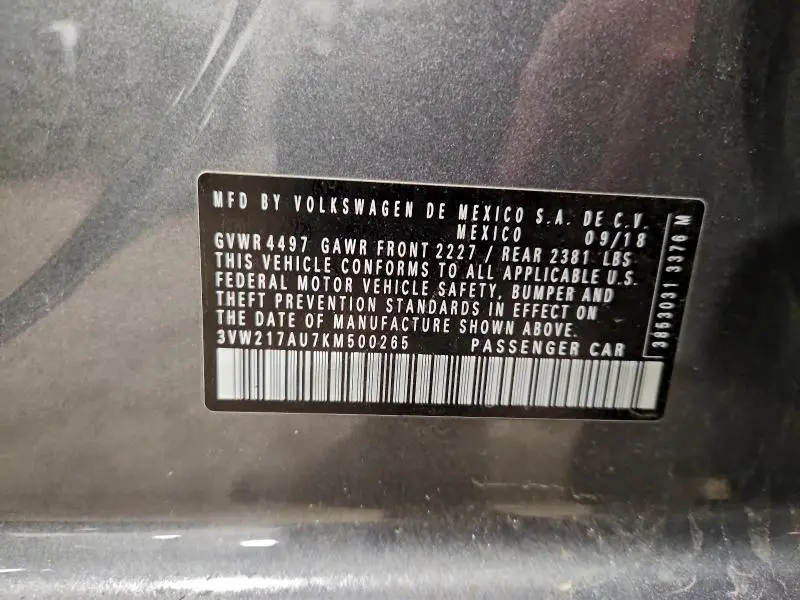 MFD BY VOLKSWAGEN DE MEXICO S.A. DE C.V.
MEXICO 09/18
GVWR 4497 GAWR FRONT 2227 / REAR 2381 LBS
THIS VEHICLE CONFORMS TO ALL APPLICABLE U.S.
FEDERAL MOTOR VEHICLE SAFETY, BUMPER AND
THEFT PREVENTION STANDARDS IN EFFECT ON
THE DATE OF MANUFACTURE SHOWN ABOVE.
3VW217AU7KM500265 PASSENGER CAR
3853031 3376 M